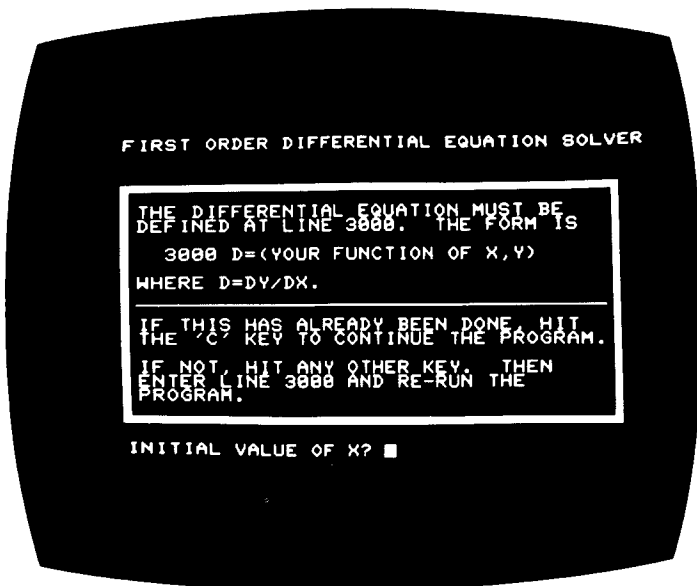 FIRST ORDER DIFFERENTIAL EQUATION SOLVER
THE DIFFERENTIAL EQUATION MUST BE
DEFINED AT LINE 3000. THE FORM IS
3000 D=(YOUR FUNCTION OF X,Y)
WHERE D=DY/DX.
IF THIS HAS ALREADY BEEN DONE, HIT
THE 'C' KEY TO CONTINUE THE PROGRAM.
IF NOT, HIT ANY OTHER KEY. THEN
ENTER LINE 3000 AND RE-RUN THE
PROGRAM.
INITIAL VALUE OF X?